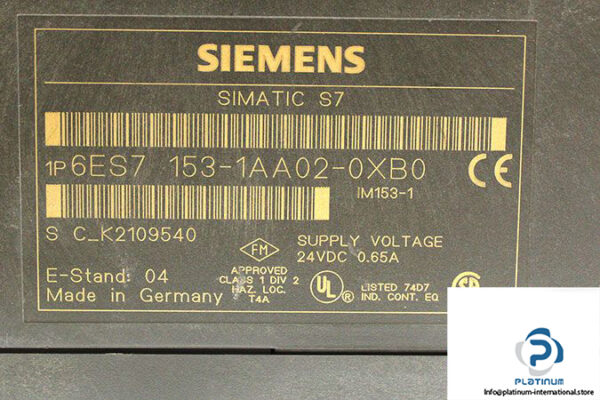 SIEMENS
SIMATIC S7
1P 6ES7 153-1AA02-0XB0
IM153-1
S C_K2109540
SUPPLY VOLTAGE
24VDC 0.65A
E-Stand: 04
Made in Germany
FM
APPROVED
CLASS 1 DIV 2
HAZ. LOC.
T4A
UL
LISTED 74D7
IND. CONT. EQ
PLATINUM
Info@platinum-international.store